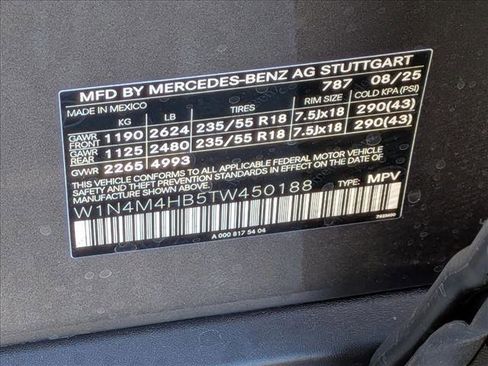 MFD BY MERCEDES-BENZ AG STUTTGART
MADE IN MEXICO 787 08/25
KG LB TIRES RIM SIZE COLD KPA (PSI)
GAWR FRONT 1190 2624 235/55 R18 7.5Jx18 290(43)
GAWR REAR 1125 2480 235/55 R18 7.5Jx18 290(43)
GVWR 2265 4993
THIS VEHICLE CONFORMS TO ALL APPLICABLE FEDERAL MOTOR VEHICLE
SAFETY AND THEFT PREVENTION STANDARDS IN EFFECT ON THE DATE
OF MANUFACTURE SHOWN ABOVE.
W1N4M4HB5TW450188 TYPE: MPV
A 000 817 54 04